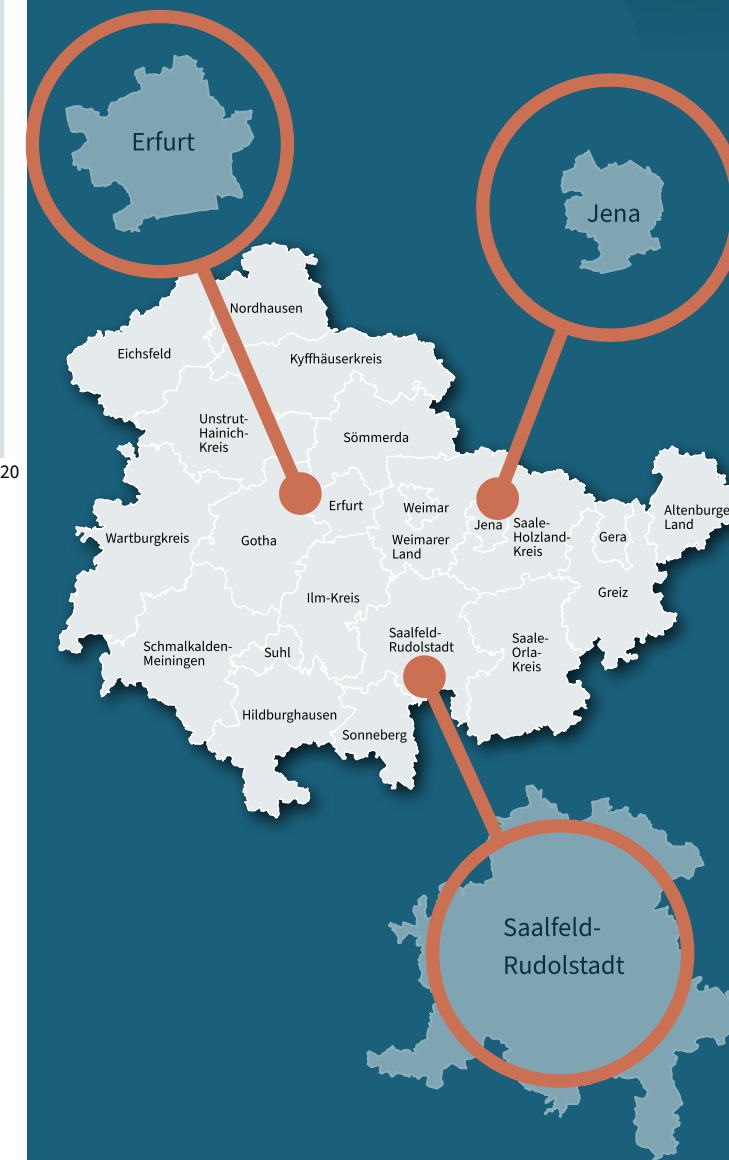 Erfurt
Jena
Nordhausen
Eichsfeld
Kyffhäuserkreis
Unstrut-
Hainich-
Kreis
Sömmerda
20
Erfurt
Weimar
Altenburge
Land
Jena
Saale-
Holzland-
Kreis
Gera
Wartburgkreis
Gotha
Weimarer
Land
Greiz
Ilm-Kreis
Saalfeld-
Rudolstadt
Saale-
Orla-
Kreis
Schmalkalden-
Meiningen
Suhl
Hildburghausen
Sonneberg
Saalfeld-
Rudolstadt